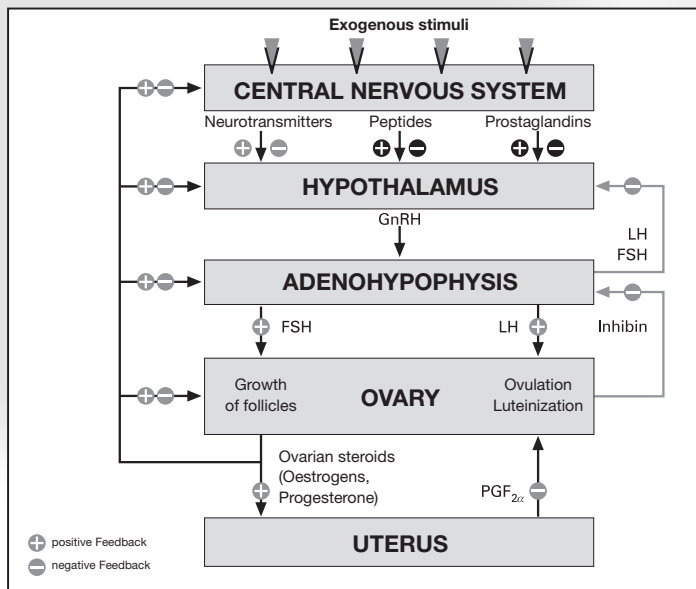 Exogenous stimuli
CENTRAL NERVOUS SYSTEM
Neurotransmitters Peptides Prostaglandins
HYPOTHALAMUS
GnRH
LH
FSH
ADENOHYPOPHYSIS
FSH LH Inhibin
Growth
of follicles
OVARY
Ovulation
Luteinization
Ovarian steroids
(Oestrogens,
Progesterone)
PGF2α
UTERUS
positive Feedback
negative Feedback